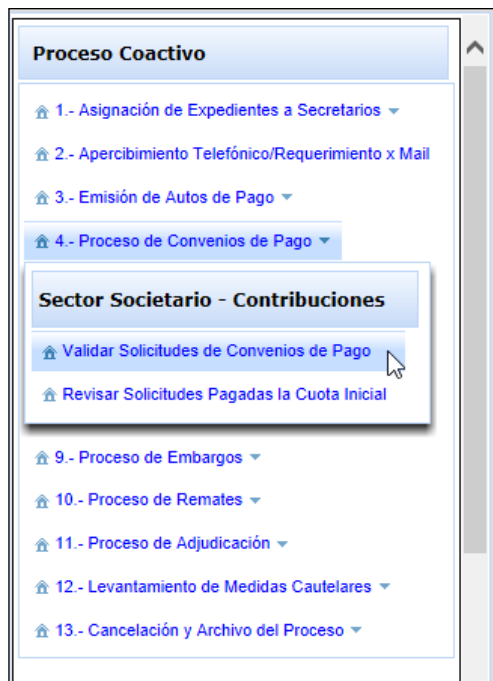 Proceso Coactivo
1.- Asignación de Expedientes a Secretarios
2.- Apercibimiento Telefónico/Requerimiento x Mail
3.- Emisión de Autos de Pago
4.- Proceso de Convenios de Pago
Sector Societario - Contribuciones
Validar Solicitudes de Convenios de Pago
Revisar Solicitudes Pagadas la Cuota Inicial
9.- Proceso de Embargos
10.- Proceso de Remates
11.- Proceso de Adjudicación
12.- Levantamiento de Medidas Cautelares
13.- Cancelación y Archivo del Proceso